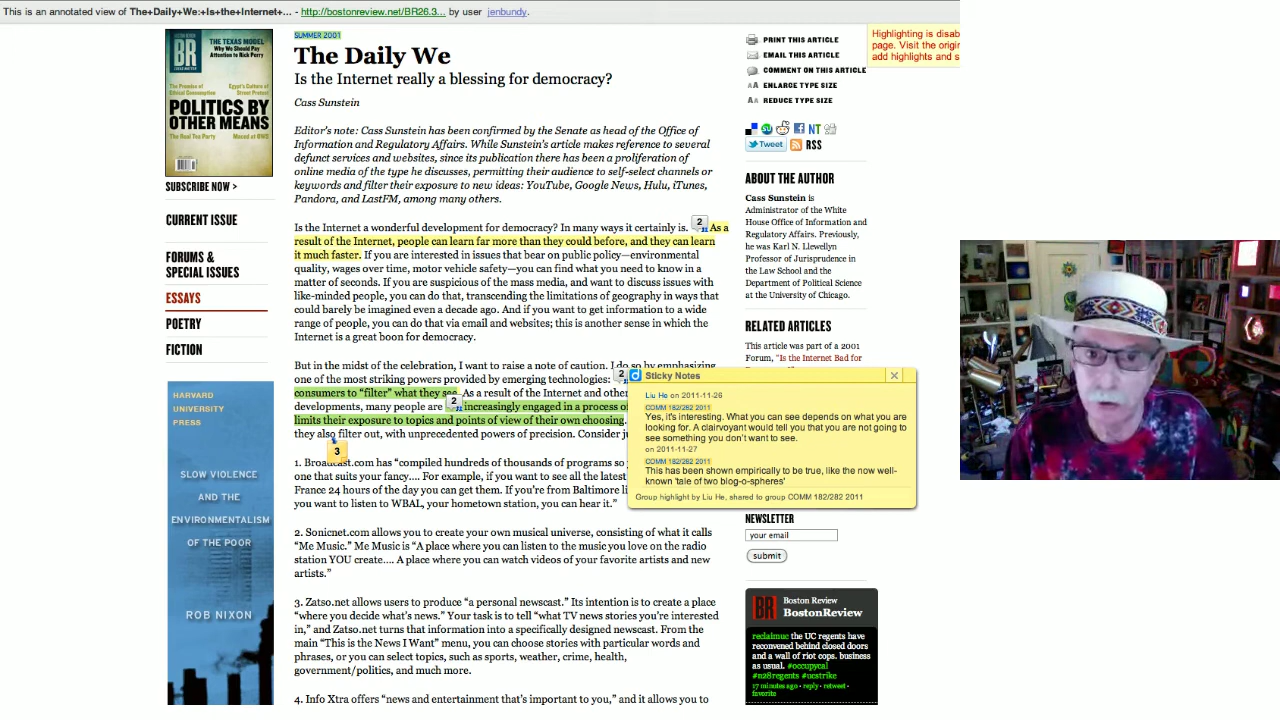 This is an annotated view of The+Daily+We:+Is+the+Internet+... - http://bostonreview.net/BR26.3... by user jenbundy.
BR
THE TEXAS MODEL
Why We Should Pay
Attention to Rick Perry
The Promise of
Ethical Consumption
Egypt's Culture of
Street Protest
POLITICS BY
OTHER MEANS
The Real Tea Party
Maced at OWS
SUBSCRIBE NOW >
CURRENT ISSUE
FORUMS &
SPECIAL ISSUES
ESSAYS
POETRY
FICTION
HARVARD
UNIVERSITY
PRESS
SLOW VIOLENCE
AND THE
ENVIRONMENTALISM
OF THE POOR
ROB NIXON
SUMMER 2001
The Daily We
Is the Internet really a blessing for democracy?
Cass Sunstein
Editor's note: Cass Sunstein has been confirmed by the Senate as head of the Office of
Information and Regulatory Affairs. While Sunstein's article makes reference to several
defunct services and websites, since its publication there has been a proliferation of
online media of the type he discusses, permitting their audience to self-select channels or
keywords and filter their exposure to new ideas: YouTube, Google News, Hulu, iTunes,
Pandora, and LastFM, among many others.
Is the Internet a wonderful development for democracy? In many ways it certainly is. 2 As a
result of the Internet, people can learn far more than they could before, and they can learn
it much faster. If you are interested in issues that bear on public policy—environmental
quality, wages over time, motor vehicle safety—you can find what you need to know in a
matter of seconds. If you are suspicious of the mass media, and want to discuss issues with
like-minded people, you can do that, transcending the limitations of geography in ways that
could barely be imagined even a decade ago. And if you want to get information to a wide
range of people, you can do that via email and websites; this is another sense in which the
Internet is a great boon for democracy.
But in the midst of the celebration, I want to raise a note of caution. I do so by emphasizing
one of the most striking powers provided by emerging technologies: 2
consumers to “filter” what they see. As a result of the Internet and other
developments, many people are 2 increasingly engaged in a process of
limits their exposure to topics and points of view of their own choosing.
they also filter out, with unprecedented powers of precision. Consider
3
1. Broadcast.com has “compiled hundreds of thousands of programs so
one that suits your fancy.... For example, if you want to see all the latest
France 24 hours of the day you can get them. If you're from Baltimore
you want to listen to WBAL, your hometown station, you can hear it.”
2. Sonicnet.com allows you to create your own musical universe, consisting of what it calls
“Me Music.” Me Music is “A place where you can listen to the music you love on the radio
station YOU create.... A place where you can watch videos of your favorite artists and new
artists.”
3. Zatso.net allows users to produce “a personal newscast.” Its intention is to create a place
“where you decide what's news.” Your task is to tell “what TV news stories you're interested
in,” and Zatso.net turns that information into a specifically designed newscast. From the
main “This is the News I Want” menu, you can choose stories with particular words and
phrases, or you can select topics, such as sports, weather, crime, health,
government/politics, and much more.
4. Info Xtra offers “news and entertainment that's important to you,” and it allows you to
Sticky Notes
Liu He on 2011-11-26
COMM 182/282 2011
Yes, it's interesting. What you can see depends on what you are
looking for. A clairvoyant would tell you that you are not going to
see something you don't want to see.
on 2011-11-27
COMM 182/282 2011
This has been shown empirically to be true, like the now well-
known 'tale of two blog-o-spheres'
Group highlight by Liu He, shared to group COMM 182/282 2011
PRINT THIS ARTICLE
EMAIL THIS ARTICLE
COMMENT ON THIS ARTICLE
AA ENLARGE TYPE SIZE
AA REDUCE TYPE SIZE
NT
Tweet
RSS
ABOUT THE AUTHOR
Cass Sunstein is
Administrator of the White
House Office of Information and
Regulatory Affairs. Previously,
he was Karl N. Llewellyn
Professor of Jurisprudence in
the Law School and the
Department of Political Science
at the University of Chicago.
RELATED ARTICLES
This article was part of a 2001
Forum, "Is the Internet Bad for
NEWSLETTER
your email
submit
BR
Boston Review
BostonReview
reclaimuc the UC regents have
reconvened behind closed doors
and a wall of riot cops. business
as usual. #occupycal
#n28regents #ucstrike
17 minutes ago · reply · retweet ·
favorite
Highlighting is disab
page. Visit the origin
add highlights and s